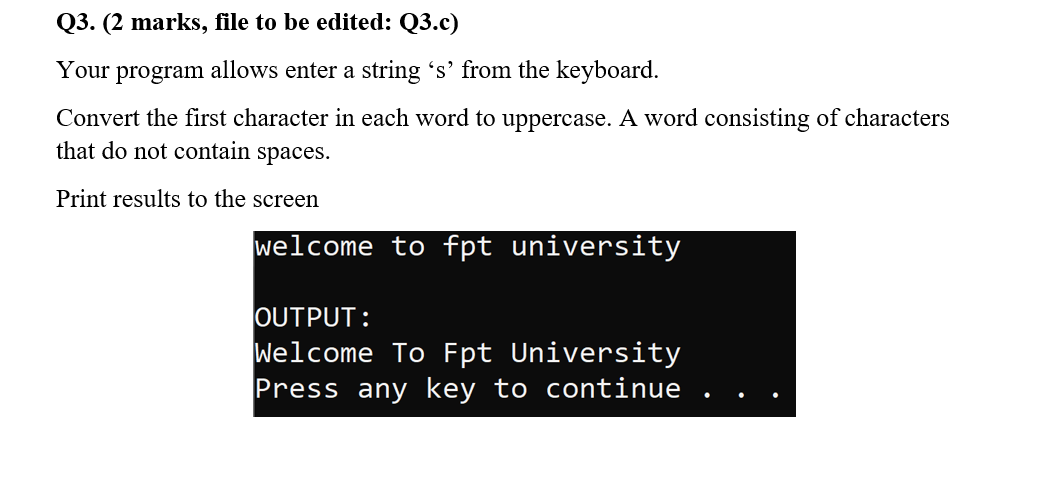 Q3. (2 marks, file to be edited: Q3.c)
Your program allows enter a string ‘s’ from the keyboard.
Convert the first character in each word to uppercase. A word consisting of characters
that do not contain spaces.
Print results to the screen
welcome to fpt university
OUTPUT:
Welcome To Fpt University
Press any key to continue . . .